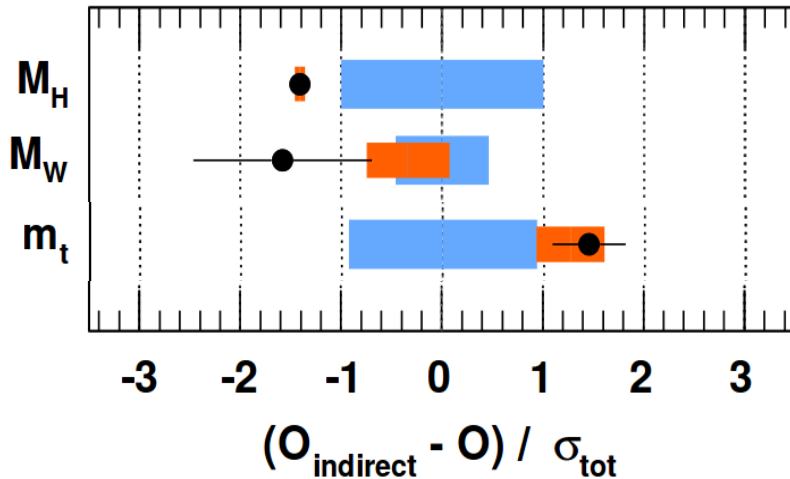 M_H
M_W
m_t
-3 -2 -1 0 1 2 3
(O_indirect - O) / σ_tot